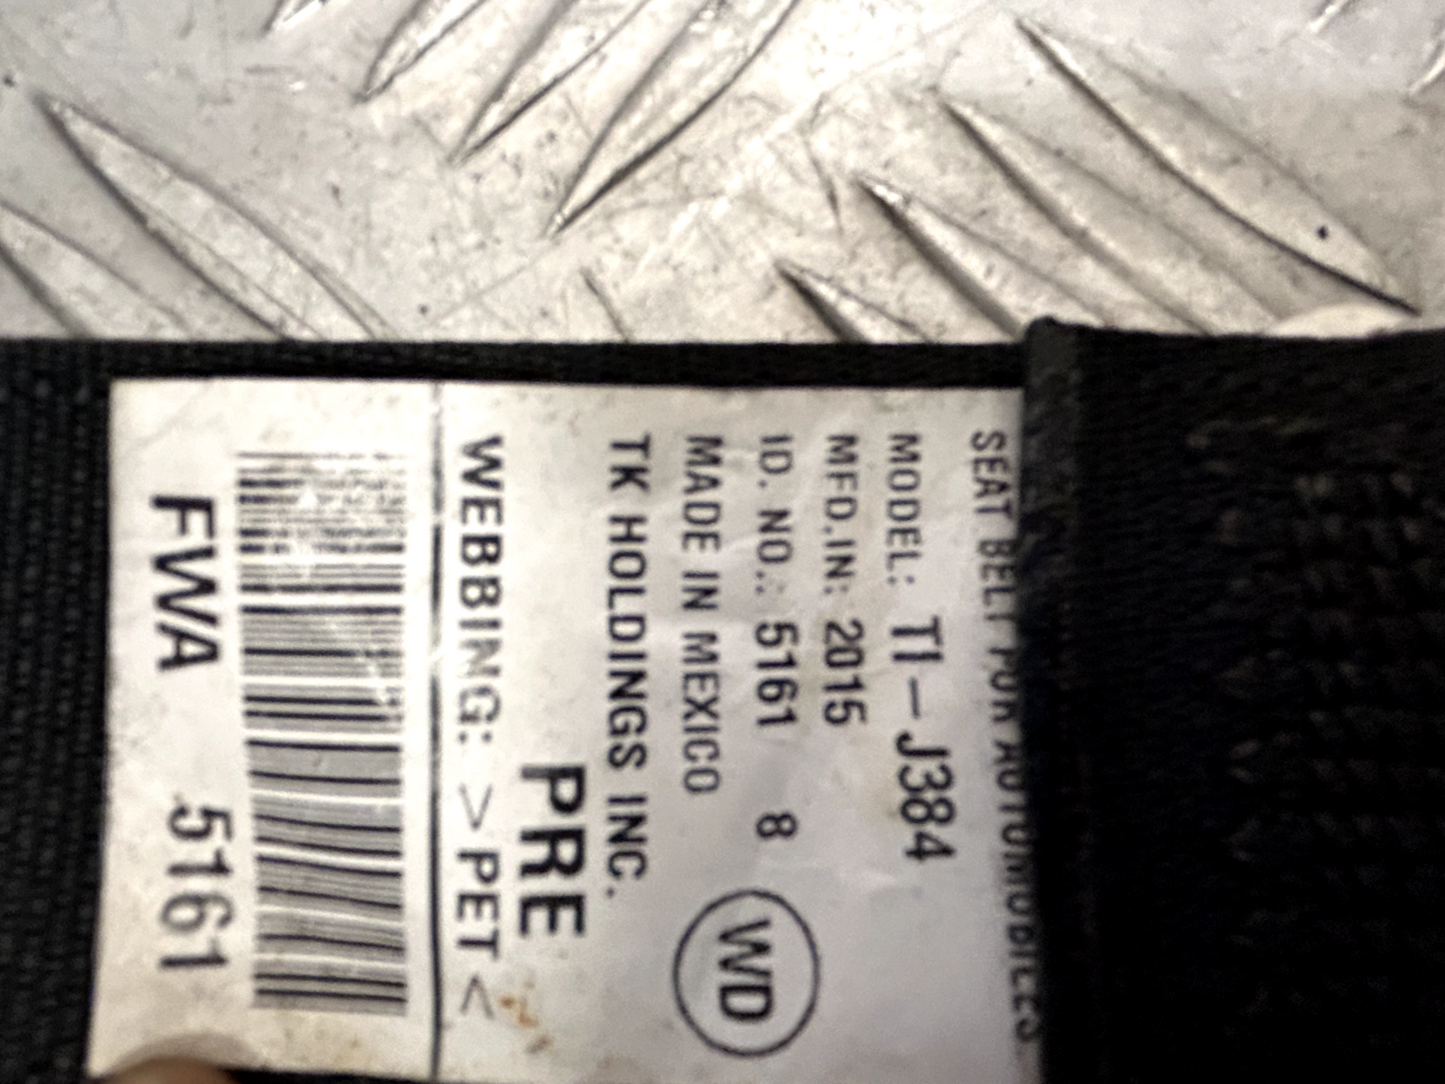 SEAT BELT FOR AUTOMOBILES
MODEL: TI-J384
MFD.IN: 2015
ID. NO.: 5161 8
MADE IN MEXICO
WD
TK HOLDINGS INC.
PRE
WEBBING: >PET<
FWA 5161